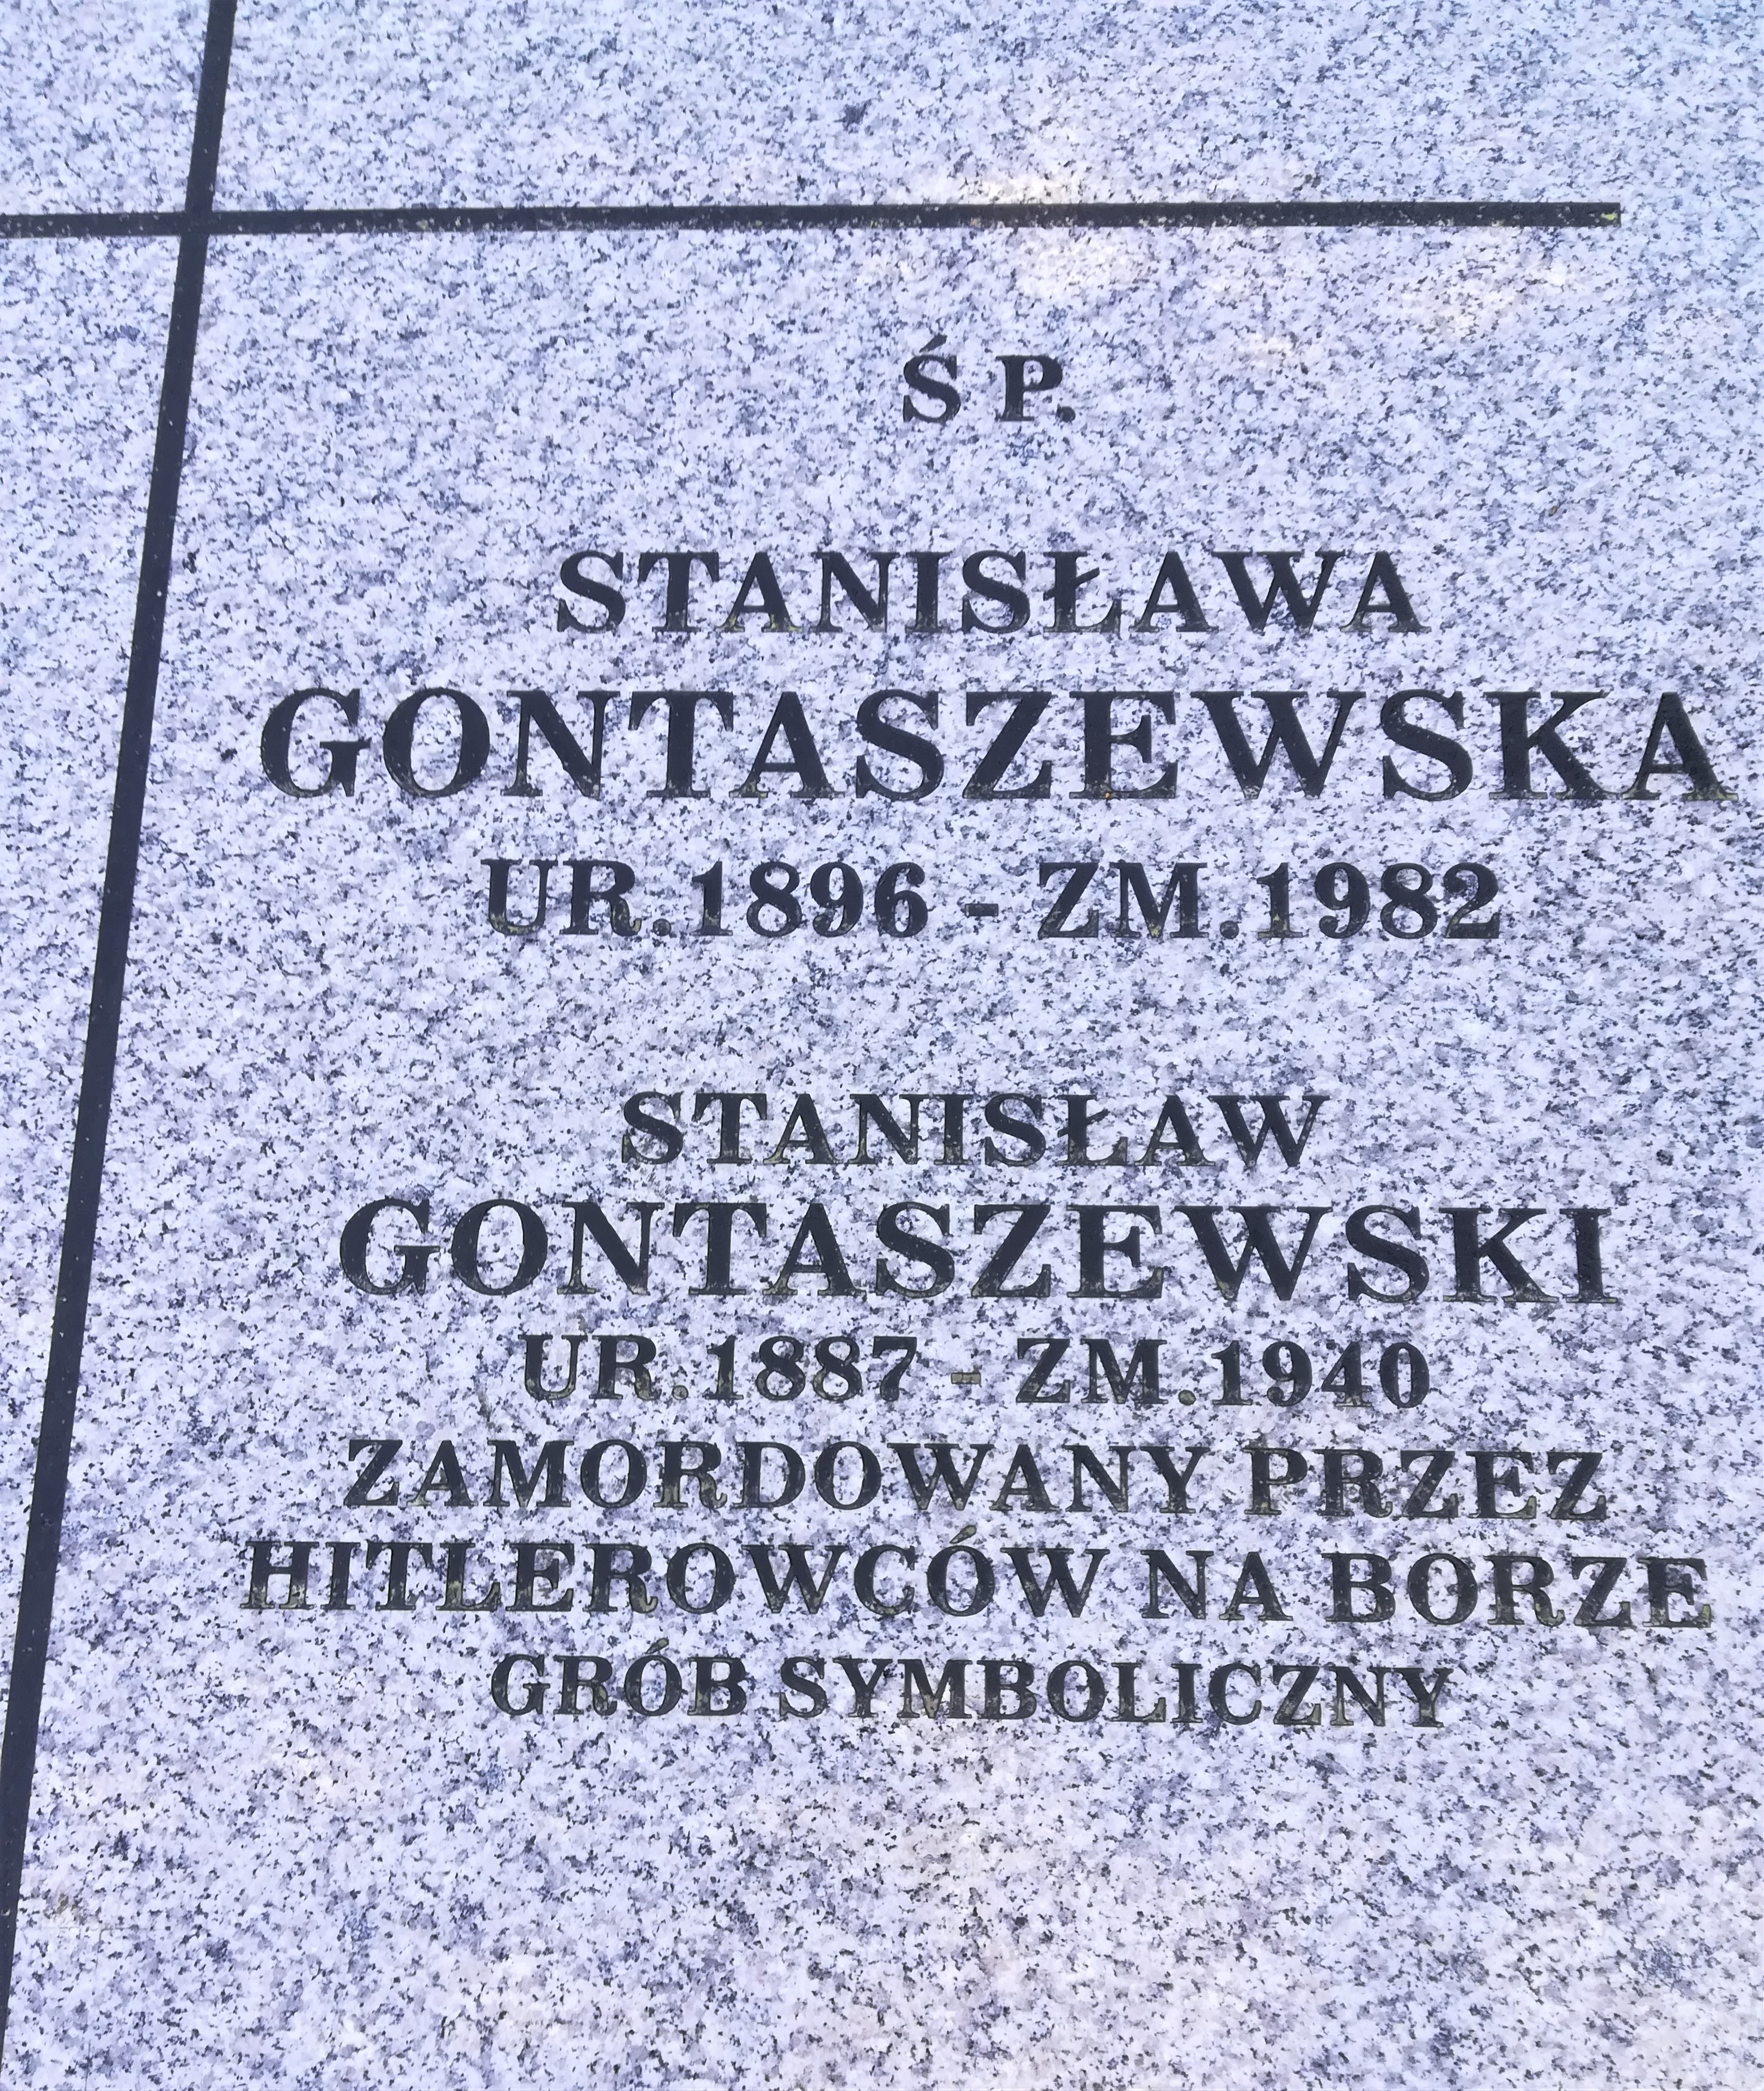 Ś P.
STANISŁAWA
GONTASZEWSKA
UR.1896 - ZM.1982
STANISŁAW
GONTASZEWSKI
UR.1887 - ZM.1940
ZAMORDOWANY PRZEZ
HITLEROWCÓW NA BORZE
GRÓB SYMBOLICZNY